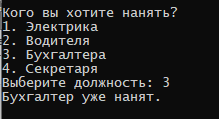 Кого вы хотите нанять?
1. Электрика
2. Водителя
3. Бухгалтера
4. Секретаря
Выберите должность: 3
Бухгалтер уже нанят.